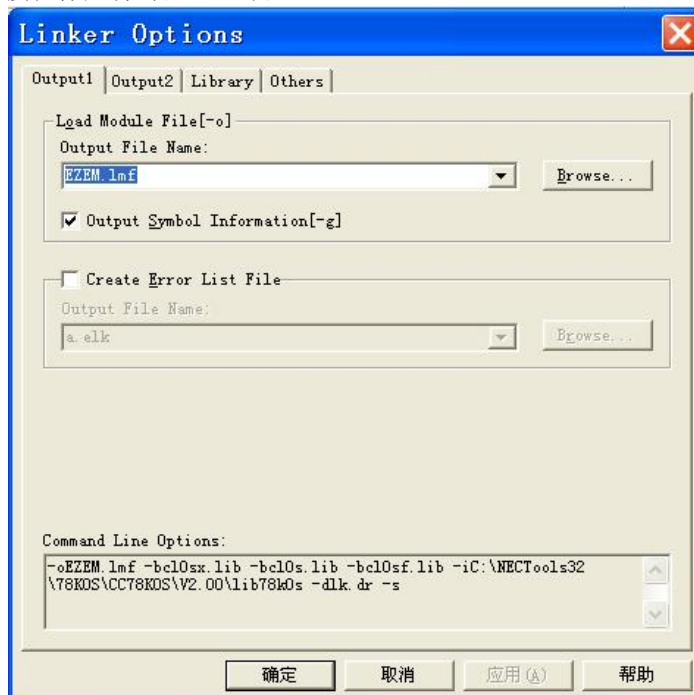 Linker Options
Output1 Output2 Library Others
Load Module File[-o]
Output File Name:
EZEM.lmf Browse...
Output Symbol Information[-g]
Create Error List File
Output File Name:
a.elk Browse...
Command Line Options:
-oEZEM.lmf -bcl0sx.lib -bcl0s.lib -bcl0sf.lib -iC:\NECTools32
\78K0S\CC78K0S\V2.00\lib78k0s -dlk.dr -s
确定 取消 应用(A) 帮助